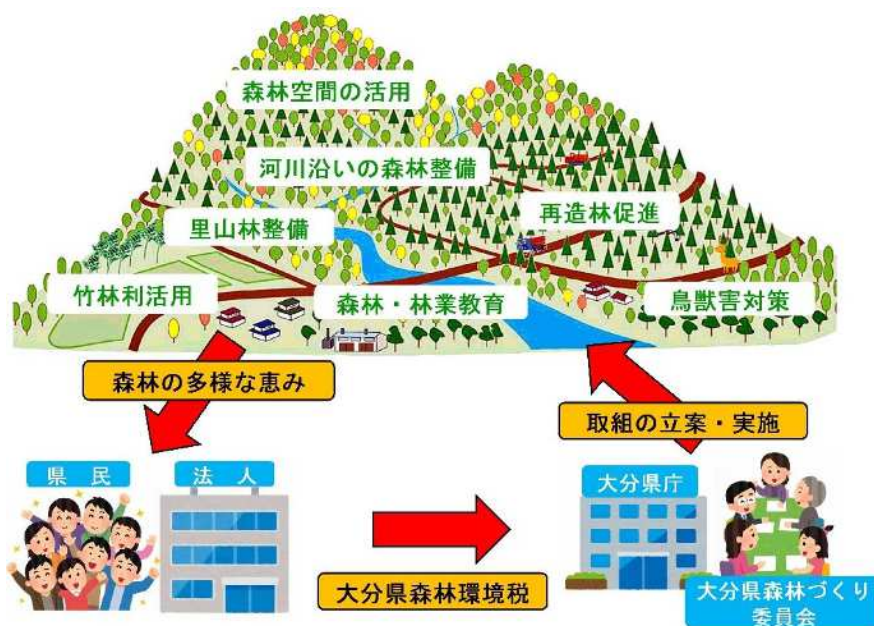 森林空間の活用
河川沿いの森林整備
里山林整備
再造林促進
竹林利活用
森林・林業教育
鳥獣害対策
森林の多様な恵み
取組の立案・実施
県民
法人
大分県庁
大分県森林環境税
大分県森林づくり
委員会